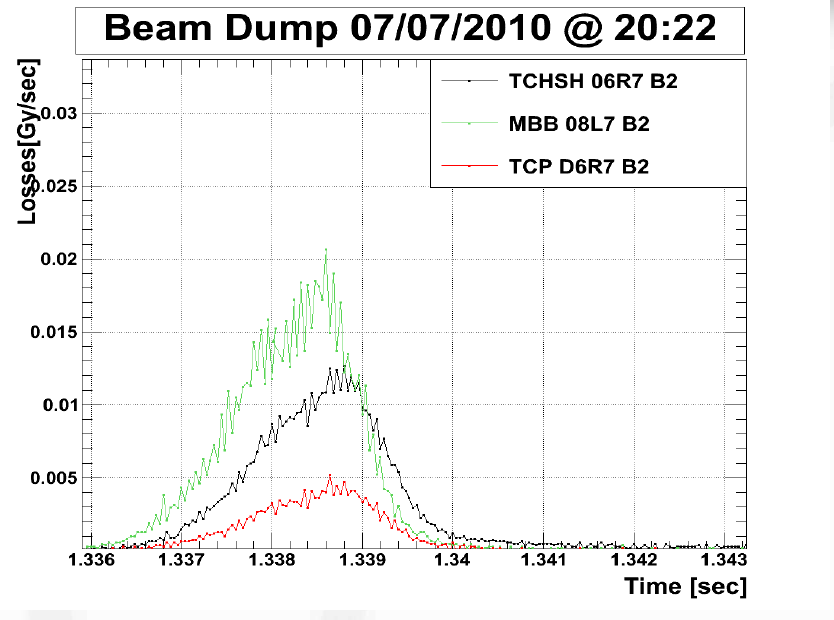 Beam Dump 07/07/2010 @ 20:22
Losses[Gy/sec]
TCHSH 06R7 B2
MBB 08L7 B2
TCP D6R7 B2
0.03
0.025
0.02
0.015
0.01
0.005
1.336 1.337 1.338 1.339 1.34 1.341 1.342 1.343
Time [sec]